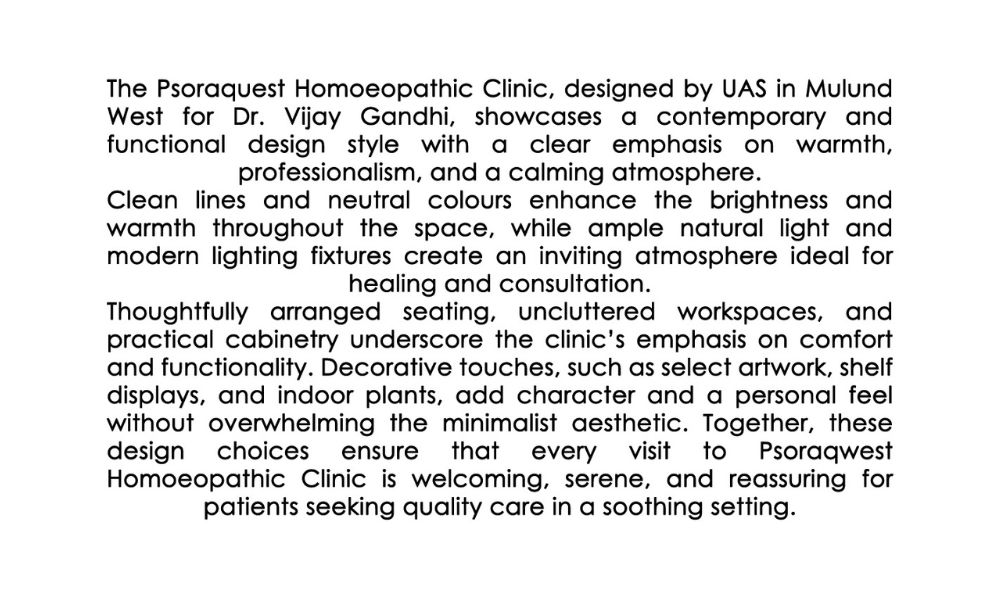 The Psoraquest Homoeopathic Clinic, designed by UAS in Mulund
West for Dr. Vijay Gandhi, showcases a contemporary and
functional design style with a clear emphasis on warmth,
professionalism, and a calming atmosphere.
Clean lines and neutral colours enhance the brightness and
warmth throughout the space, while ample natural light and
modern lighting fixtures create an inviting atmosphere ideal for
healing and consultation.
Thoughtfully arranged seating, uncluttered workspaces, and
practical cabinetry underscore the clinic’s emphasis on comfort
and functionality. Decorative touches, such as select artwork, shelf
displays, and indoor plants, add character and a personal feel
without overwhelming the minimalist aesthetic. Together, these
design choices ensure that every visit to Psoraqwest
Homoeopathic Clinic is welcoming, serene, and reassuring for
patients seeking quality care in a soothing setting.